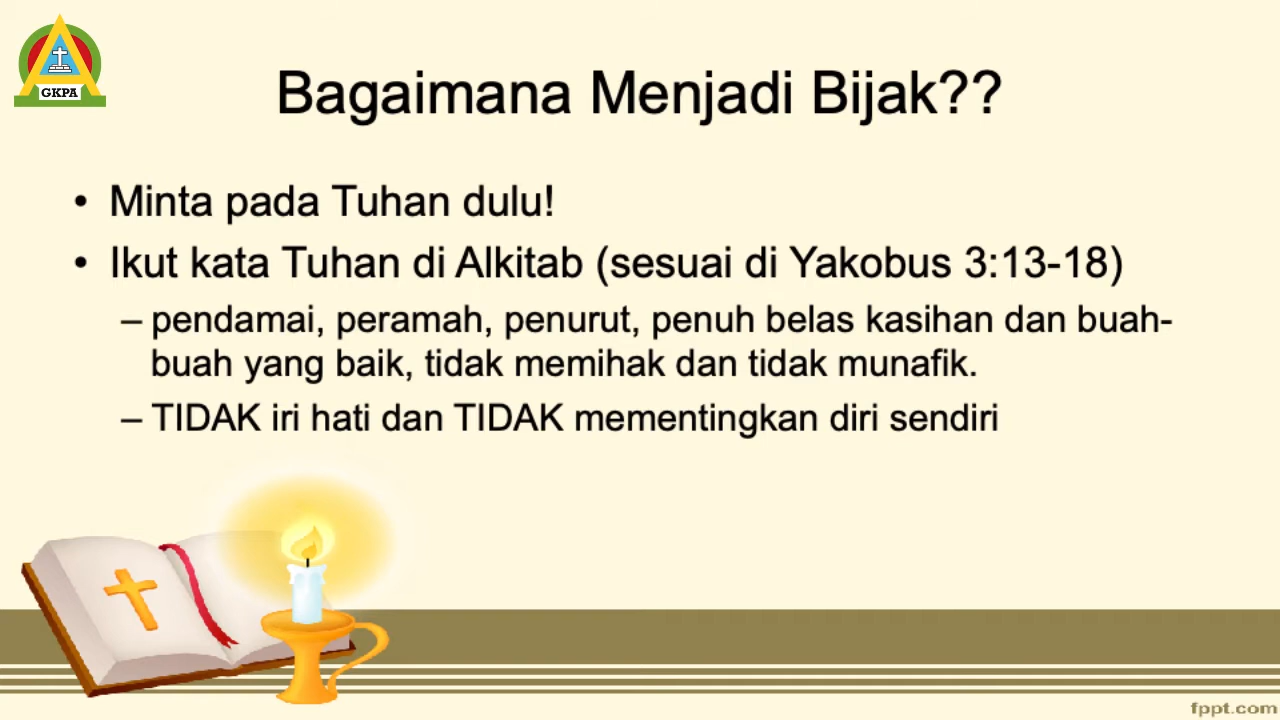 GKPA
Bagaimana Menjadi Bijak??
• Minta pada Tuhan dulu!
• Ikut kata Tuhan di Alkitab (sesuai di Yakobus 3:13-18)
– pendamai, peramah, penurut, penuh belas kasihan dan buah-
buah yang baik, tidak memihak dan tidak munafik.
– TIDAK iri hati dan TIDAK mementingkan diri sendiri
fppt.com